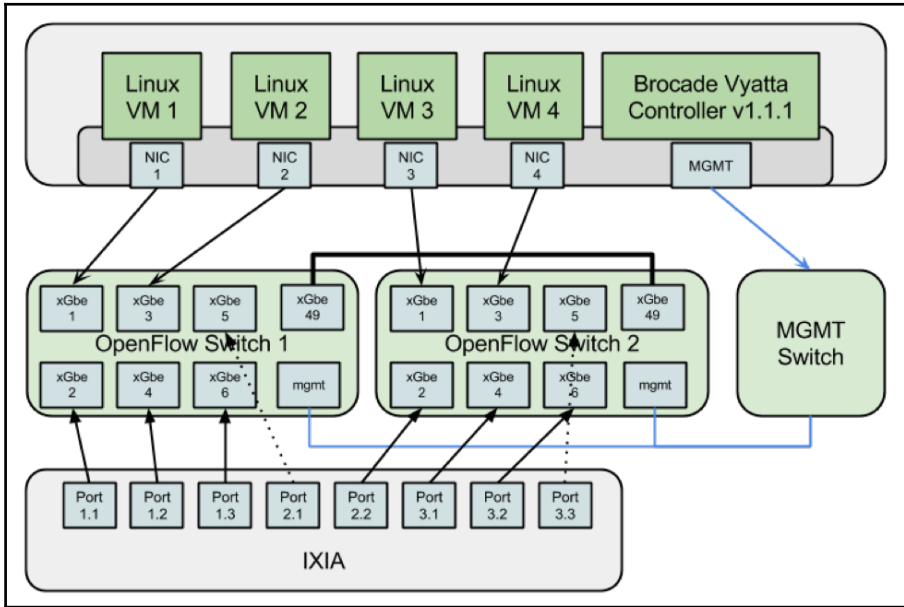 Linux
VM 1
Linux
VM 2
Linux
VM 3
Linux
VM 4
Brocade Vyatta
Controller v1.1.1
NIC
1
NIC
2
NIC
3
NIC
4
MGMT
xGbe
1
xGbe
3
xGbe
5
xGbe
49
OpenFlow Switch 1
xGbe
2
xGbe
4
xGbe
6
mgmt
xGbe
1
xGbe
3
xGbe
5
xGbe
49
OpenFlow Switch 2
xGbe
2
xGbe
4
xGbe
6
mgmt
MGMT
Switch
Port
1.1
Port
1.2
Port
1.3
Port
2.1
Port
2.2
Port
3.1
Port
3.2
Port
3.3
IXIA